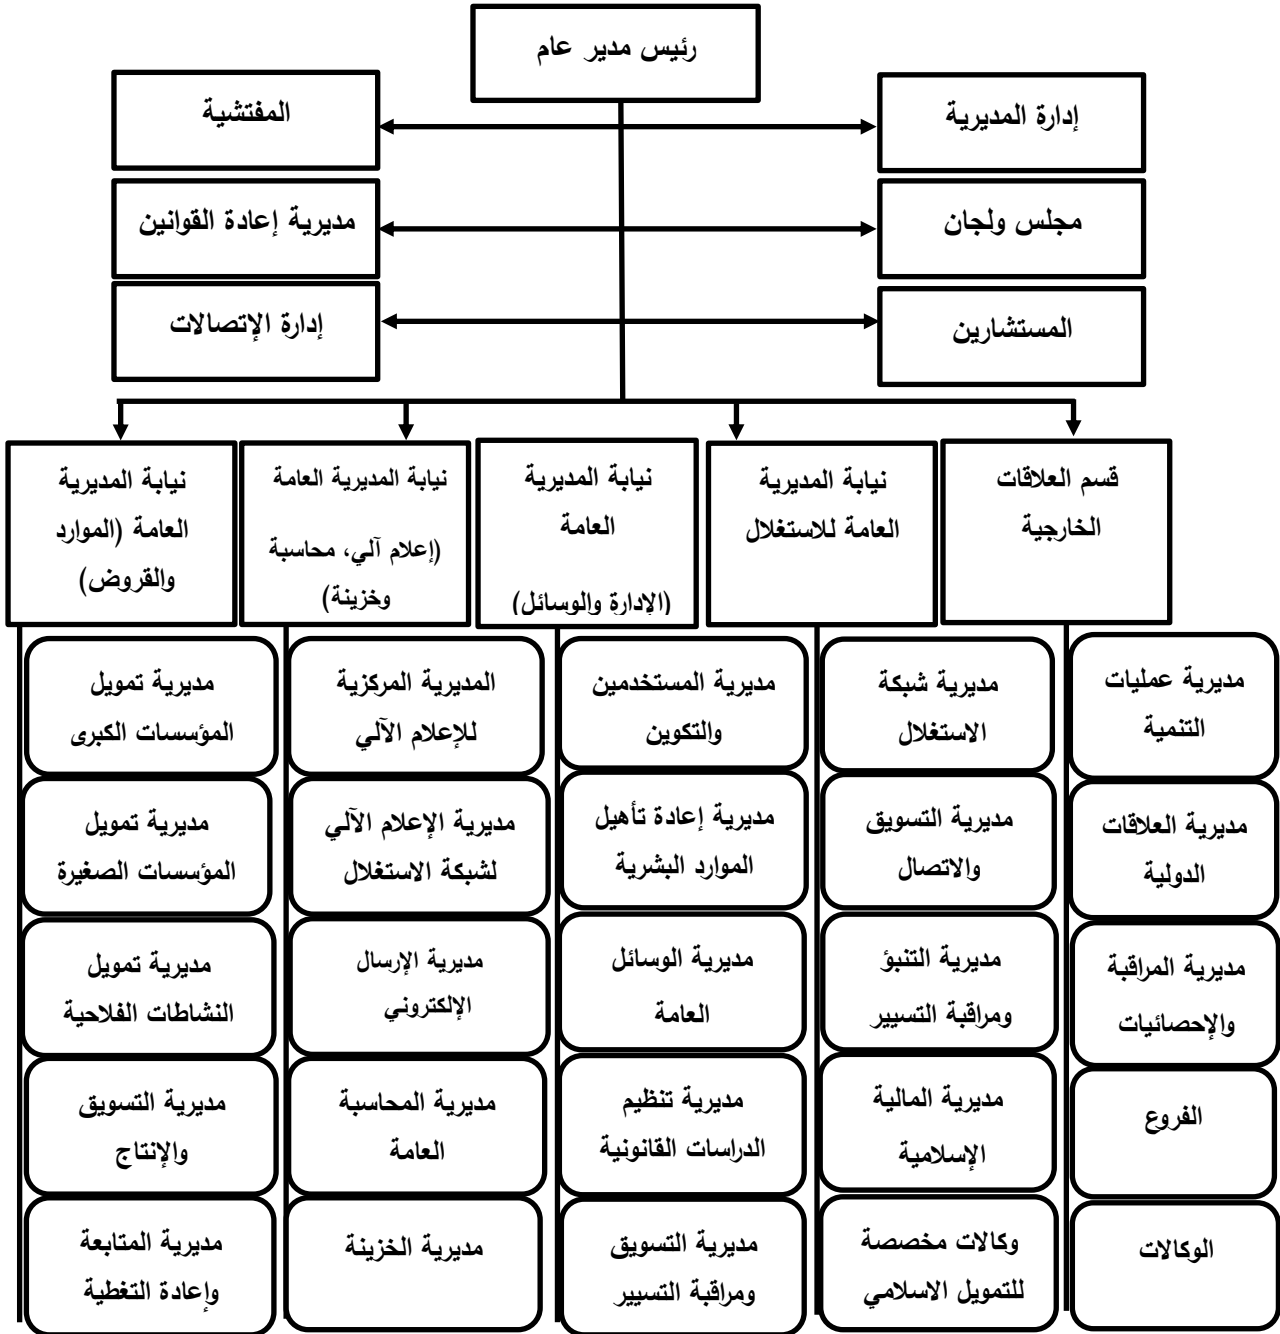 رئيس مدير عام
إدارة المديرية
المفتشية
مجلس ولجان
مديرية إعادة القوانين
المستشارين
إدارة الإتصالات
قسم العلاقات
الخارجية
نيابة المديرية
العامة للاستغلال
نيابة المديرية
العامة
(الإدارة والوسائل)
نيابة المديرية العامة
(إعلام آلي، محاسبة
وخزينة)
نيابة المديرية
العامة (الموارد
والقروض)
مديرية عمليات
التنمية
مديرية العلاقات
الدولية
مديرية المراقبة
والإحصائيات
الفروع
الوكالات
مديرية شبكة
الاستغلال
مديرية التسويق
والاتصال
مديرية التنبؤ
ومراقبة التسيير
مديرية المالية
الإسلامية
وكالات مخصصة
للتمويل الاسلامي
مديرية المستخدمين
والتكوين
مديرية إعادة تأهيل
الموارد البشرية
مديرية الوسائل
العامة
مديرية تنظيم
الدراسات القانونية
مديرية التسويق
ومراقبة التسيير
المديرية المركزية
للإعلام الآلي
مديرية الإعلام الآلي
لشبكة الاستغلال
مديرية الإرسال
الإلكتروني
مديرية المحاسبة
العامة
مديرية الخزينة
مديرية تمويل
المؤسسات الكبرى
مديرية تمويل
المؤسسات الصغيرة
مديرية تمويل
النشاطات الفلاحية
مديرية التسويق
والإنتاج
مديرية المتابعة
وإعادة التغطية